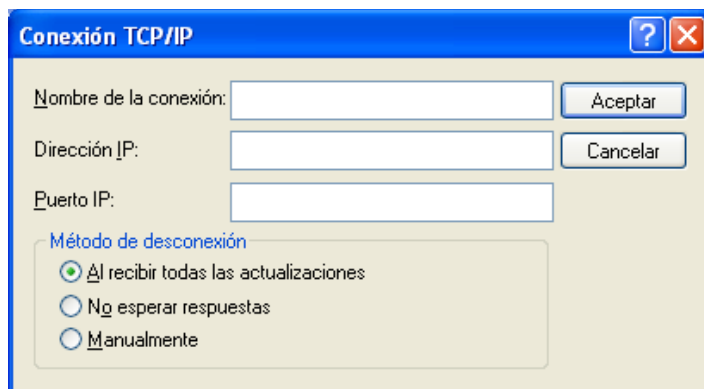 Conexión TCP/IP
Nombre de la conexión:
Aceptar
Dirección IP:
Cancelar
Puerto IP:
Método de desconexión
Al recibir todas las actualizaciones
No esperar respuestas
Manualmente